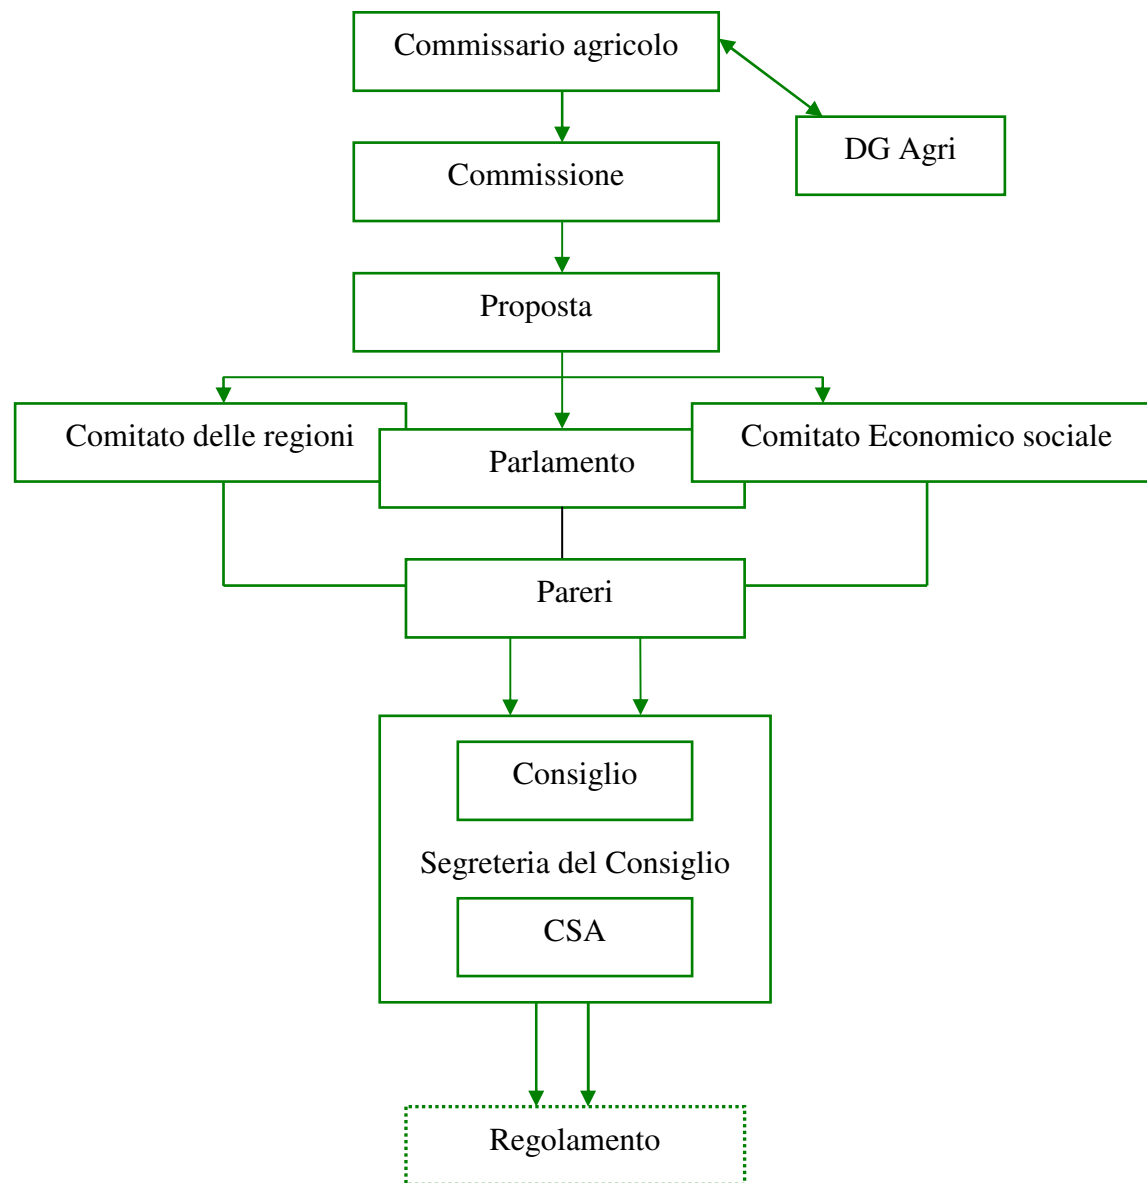 Commissario agricolo
DG Agri
Commissione
Proposta
Comitato delle regioni
Parlamento
Comitato Economico sociale
Pareri
Consiglio
Segreteria del Consiglio
CSA
Regolamento